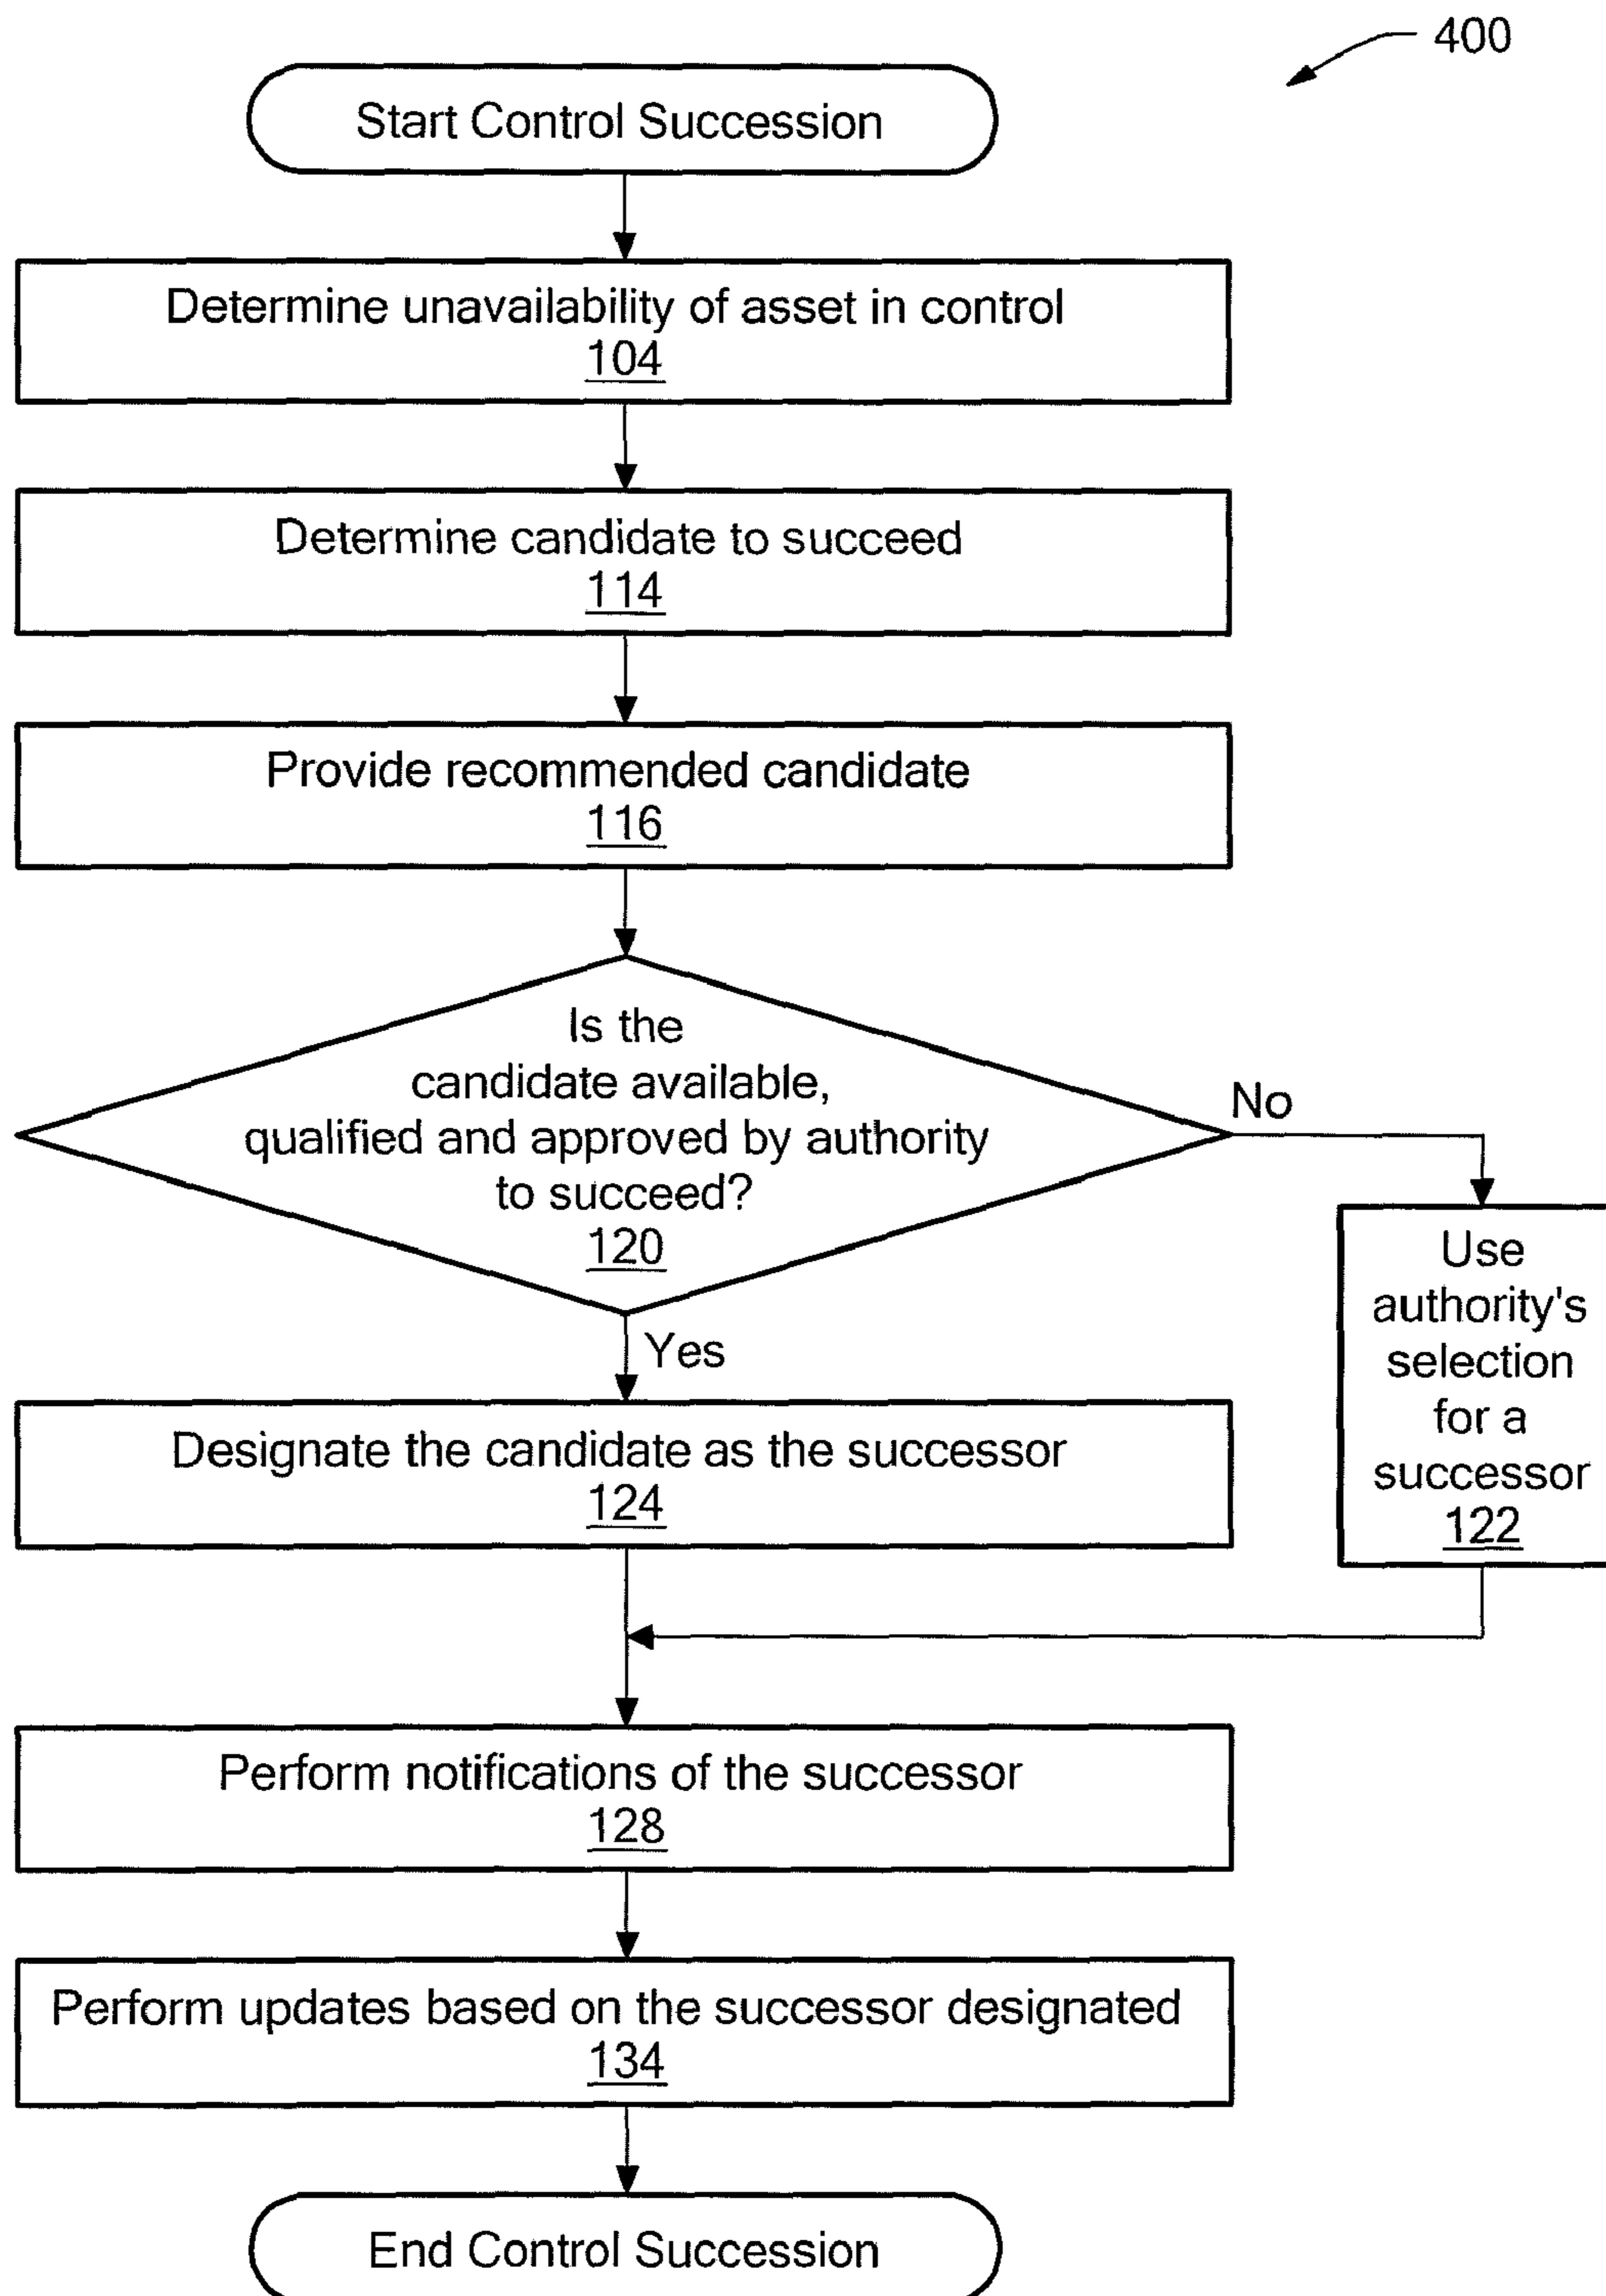 400
Start Control Succession
Determine unavailability of asset in control
104
Determine candidate to succeed
114
Provide recommended candidate
116
Is the
candidate available,
qualified and approved by authority
to succeed?
120
No
Use
authority's
selection
for a
successor
122
Yes
Designate the candidate as the successor
124
Perform notifications of the successor
128
Perform updates based on the successor designated
134
End Control Succession